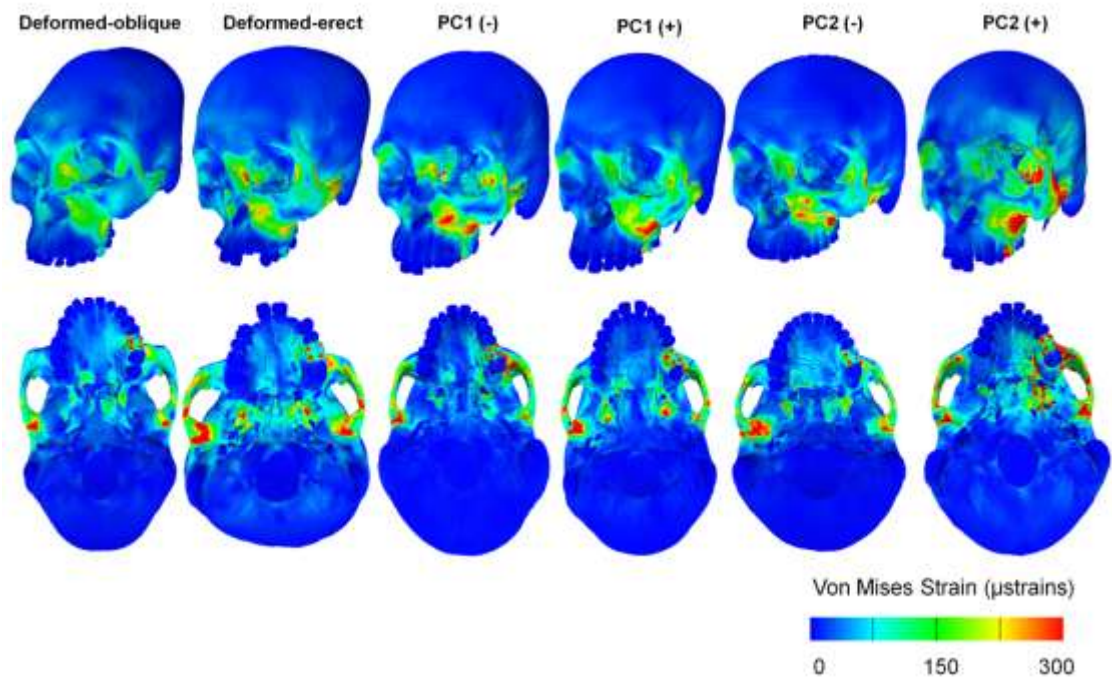 Deformed-oblique Deformed-erect PC1 (-) PC1 (+) PC2 (-) PC2 (+)
Von Mises Strain (µstrains)
0 150 300